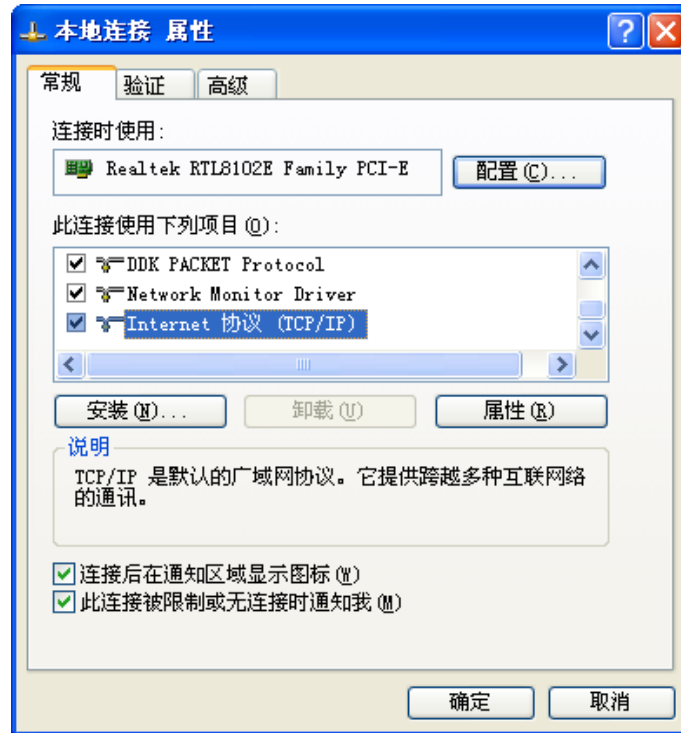 本地连接 属性
常规 验证 高级
连接时使用:
Realtek RTL8102E Family PCI-E 配置(C)...
此连接使用下列项目(O):
DDK PACKET Protocol
Network Monitor Driver
Internet 协议 (TCP/IP)
安装(N)... 卸载(U) 属性(R)
说明
TCP/IP 是默认的广域网协议。它提供跨越多种互联网络
的通讯。
连接后在通知区域显示图标(W)
此连接被限制或无连接时通知我(M)
确定 取消